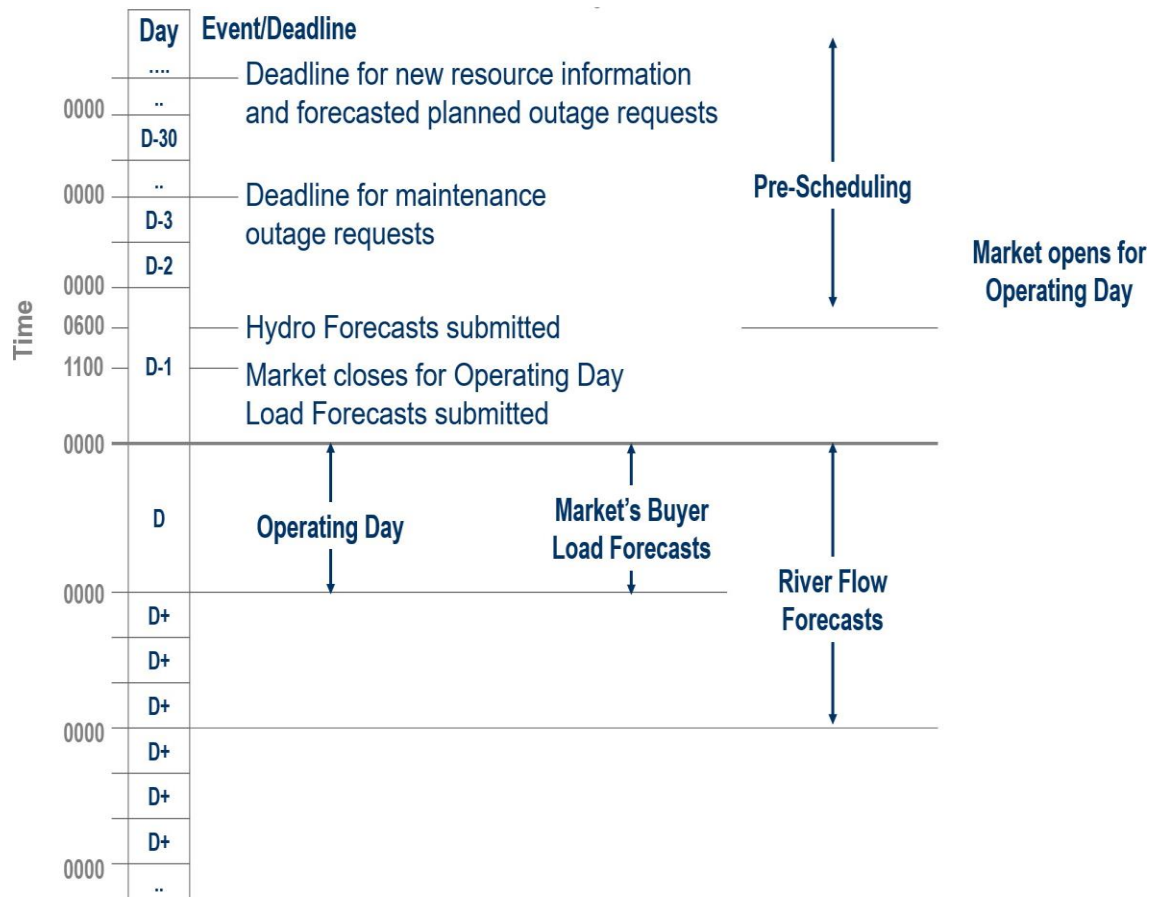 Day Event/Deadline
....
Deadline for new resource information
..
0000
and forecasted planned outage requests
D-30
..
0000
Deadline for maintenance
D-3
outage requests
Pre-Scheduling
D-2
0000
Market opens for
Operating Day
Time
0600
Hydro Forecasts submitted
1100
D-1
Market closes for Operating Day
Load Forecasts submitted
0000
D
Operating Day
Market's Buyer
Load Forecasts
0000
River Flow
Forecasts
D+
D+
D+
0000
D+
D+
D+
0000
..